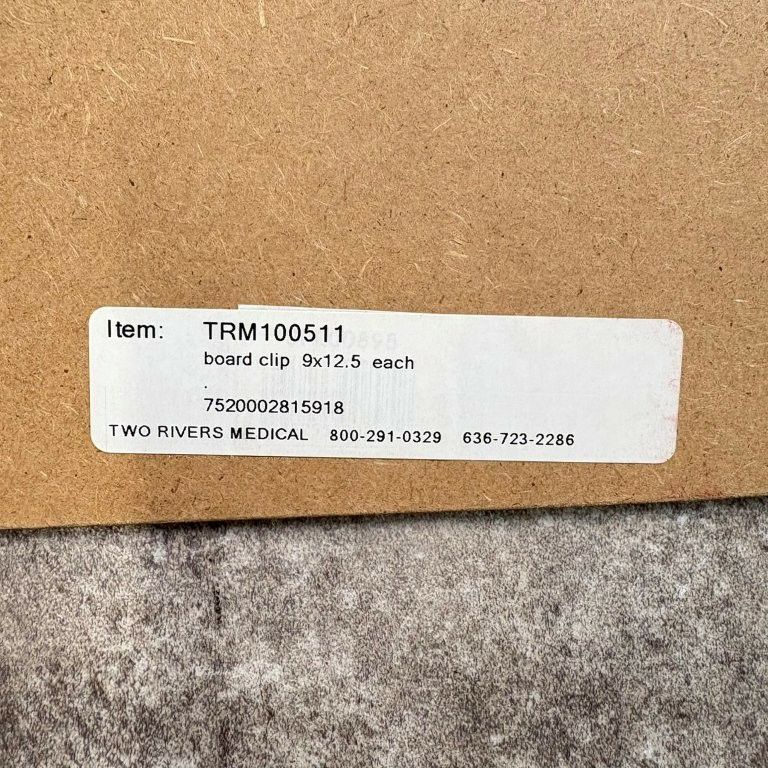 Item: TRM100511
board clip 9x12.5 each
.
7520002815918
TWO RIVERS MEDICAL 800-291-0329 636-723-2286